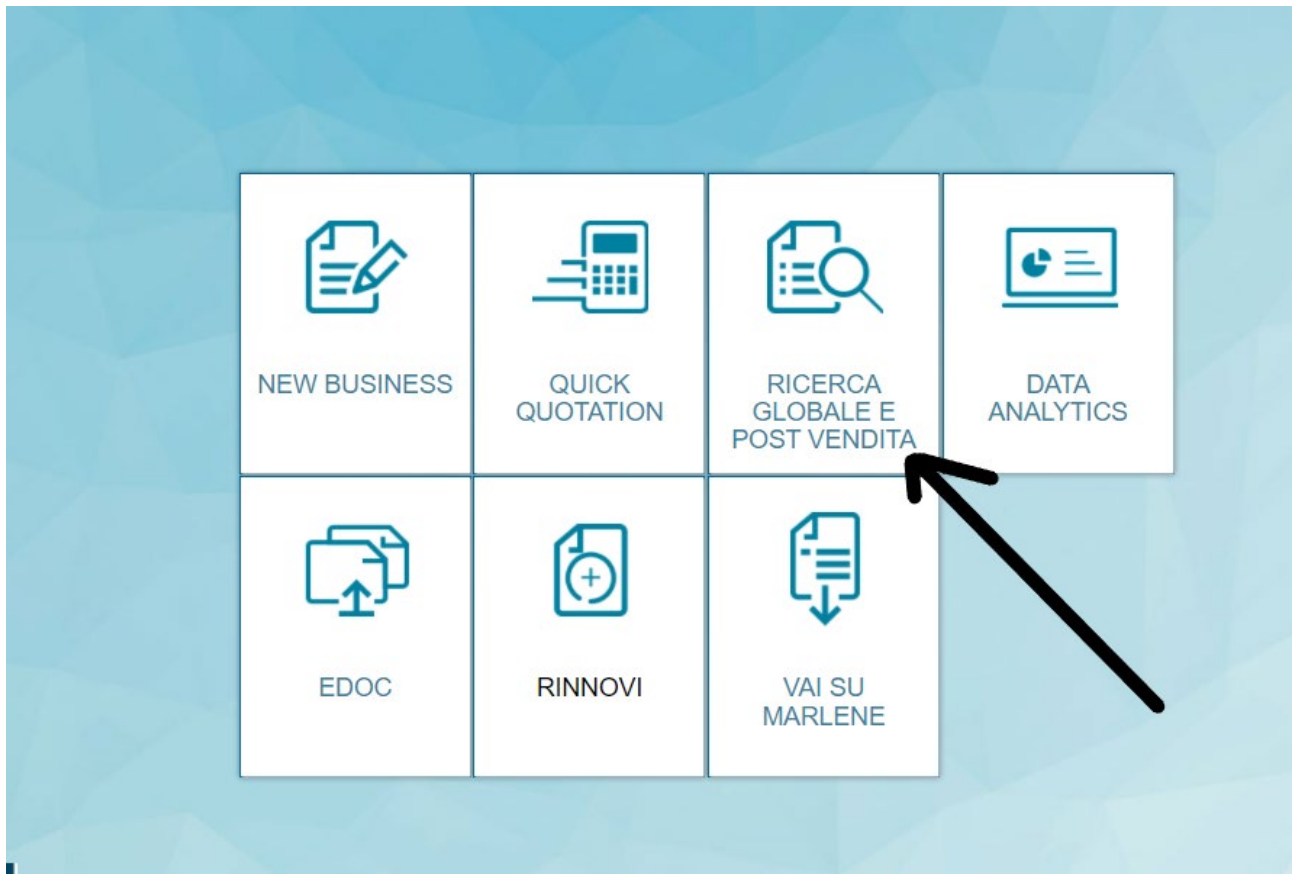 NEW BUSINESS
QUICK
QUOTATION
RICERCA
GLOBALE E
POST VENDITA
DATA
ANALYTICS
EDOC
RINNOVI
VAI SU
MARLENE